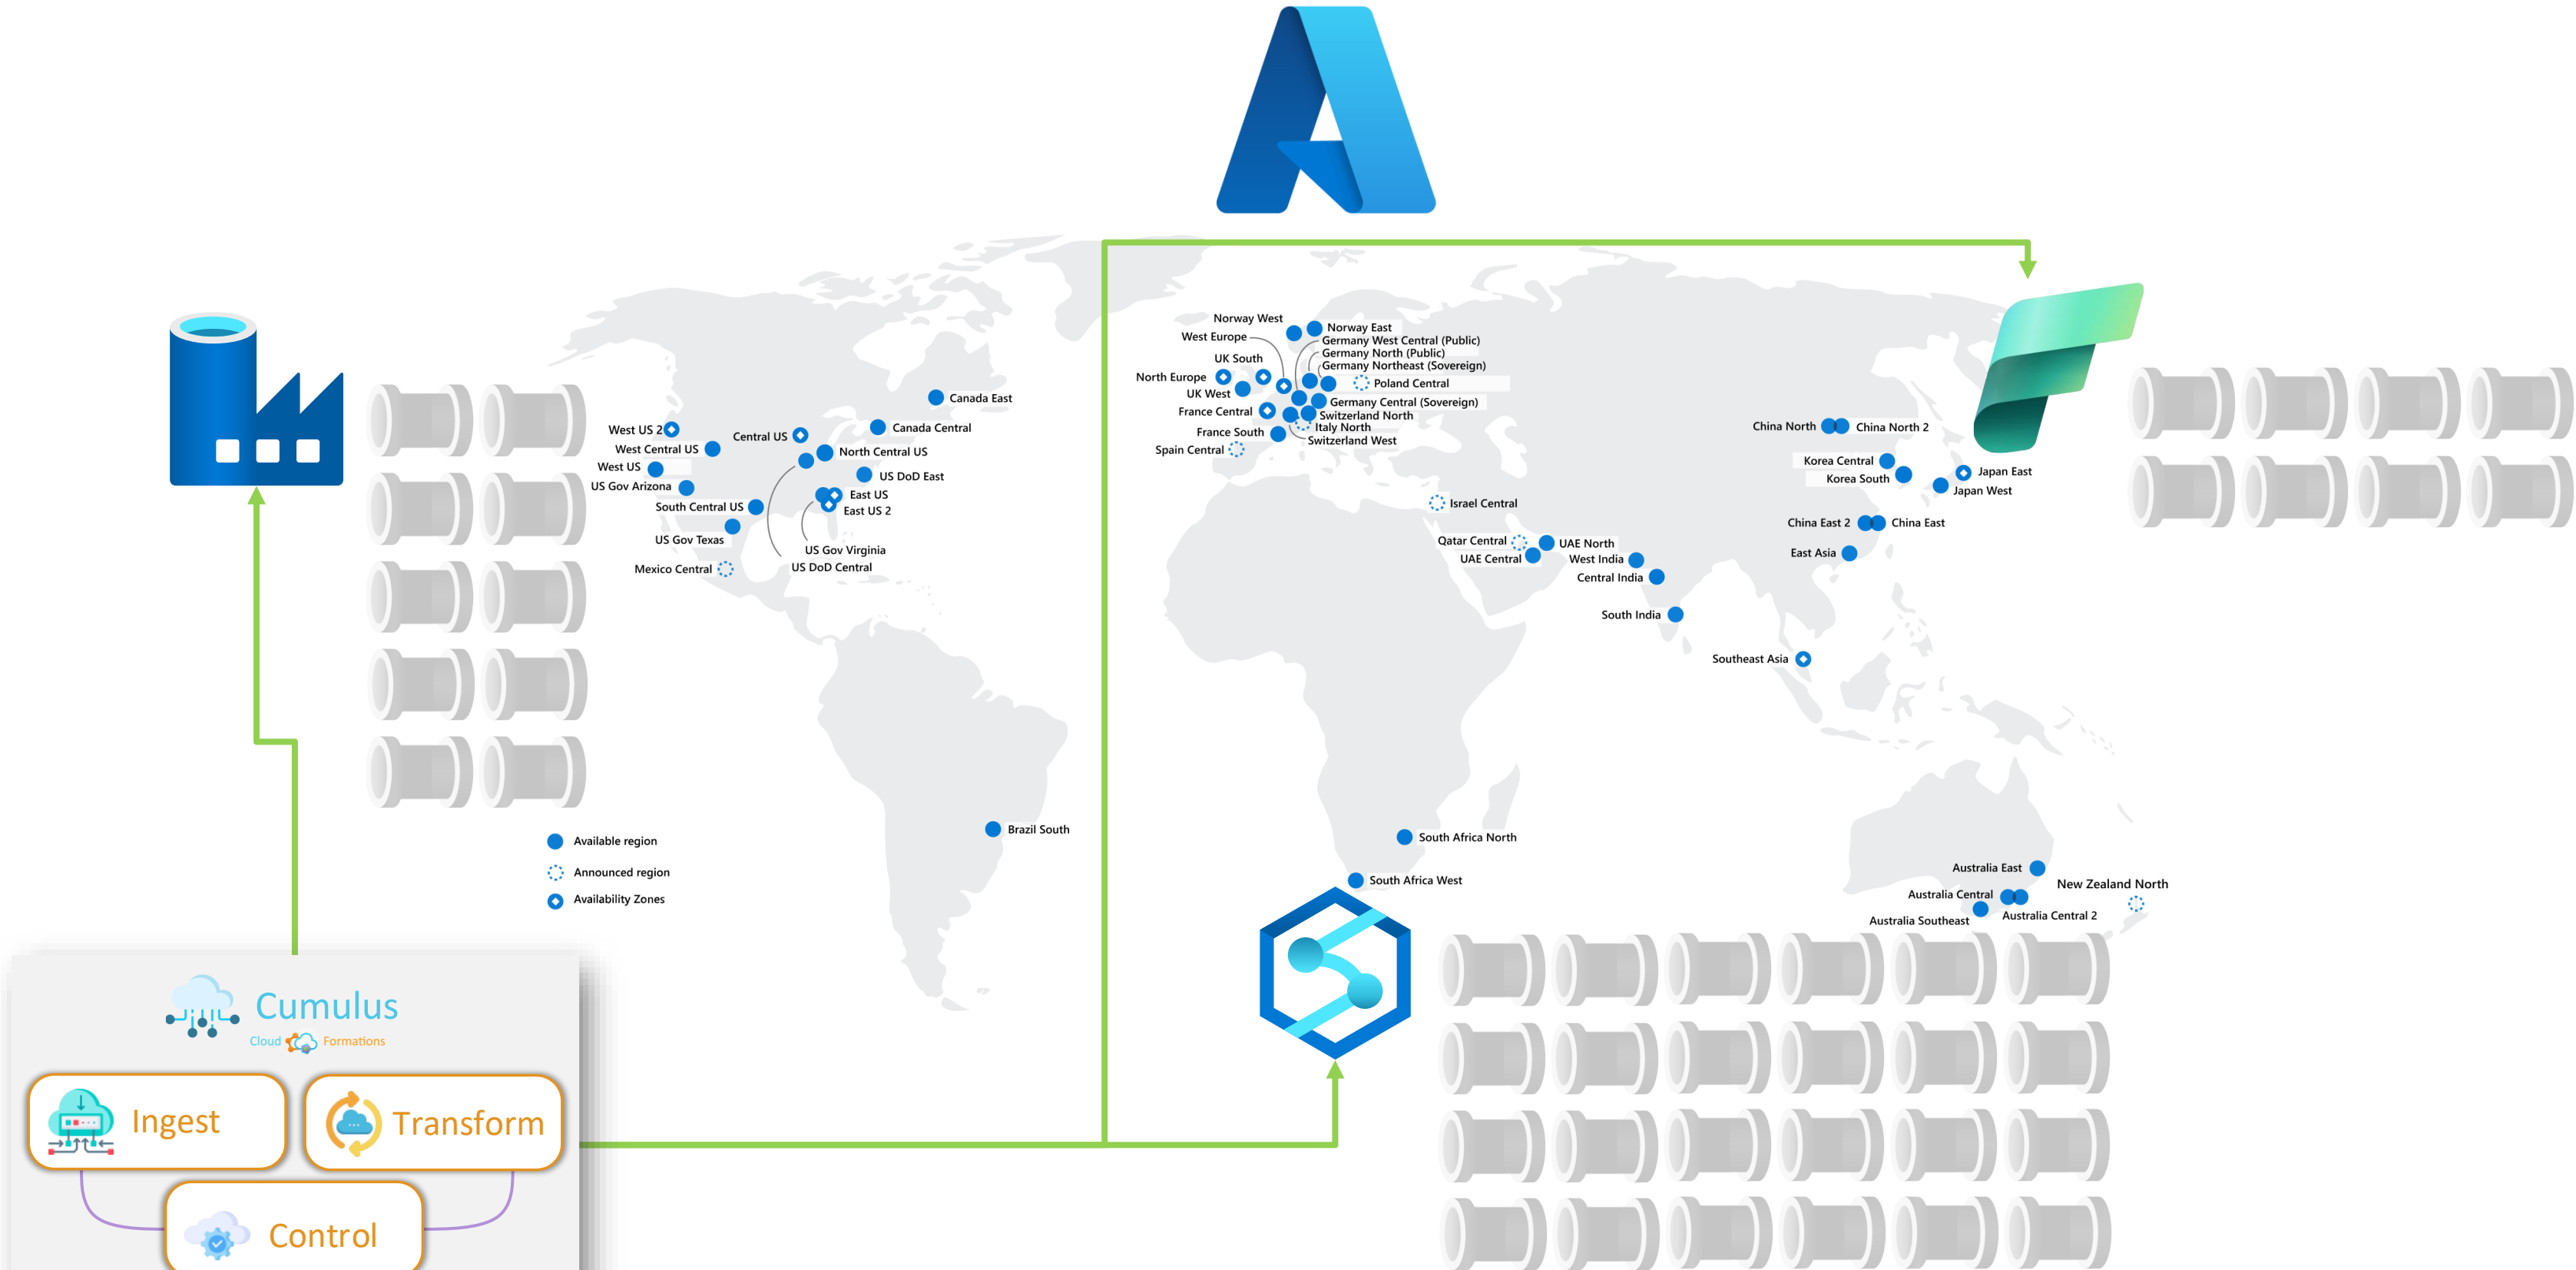 Norway West
Norway East
West Europe
Germany West Central (Public)
Germany North (Public)
UK South
Germany Northeast (Sovereign)
North Europe
Poland Central
UK West
Germany Central (Sovereign)
France Central
Switzerland North
Italy North
France South
Switzerland West
Spain Central
Canada East
Canada Central
West US 2
Central US
West Central US
North Central US
West US
US DoD East
US Gov Arizona
East US
South Central US
East US 2
US Gov Texas
US Gov Virginia
US DoD Central
Mexico Central
China North
China North 2
Korea Central
Korea South
Japan East
Japan West
China East 2
China East
East Asia
Israel Central
Qatar Central
UAE North
UAE Central
West India
Central India
South India
Southeast Asia
Brazil South
South Africa North
South Africa West
Australia East
New Zealand North
Australia Central
Australia Central 2
Australia Southeast
Available region
Announced region
Availability Zones
Cumulus
Cloud Formations
Ingest
Transform
Control